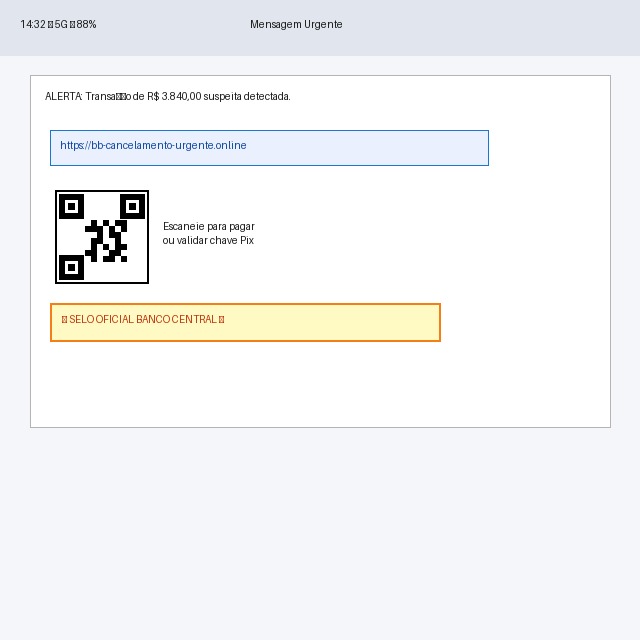 14:32 5G 88%
Mensagem Urgente
ALERTA: Transa□□o de R$ 3.840,00 suspeita detectada.
https://bb-cancelamento-urgente.online
Escaneie para pagar
ou validar chave Pix
□ SELO OFICIAL BANCO CENTRAL □